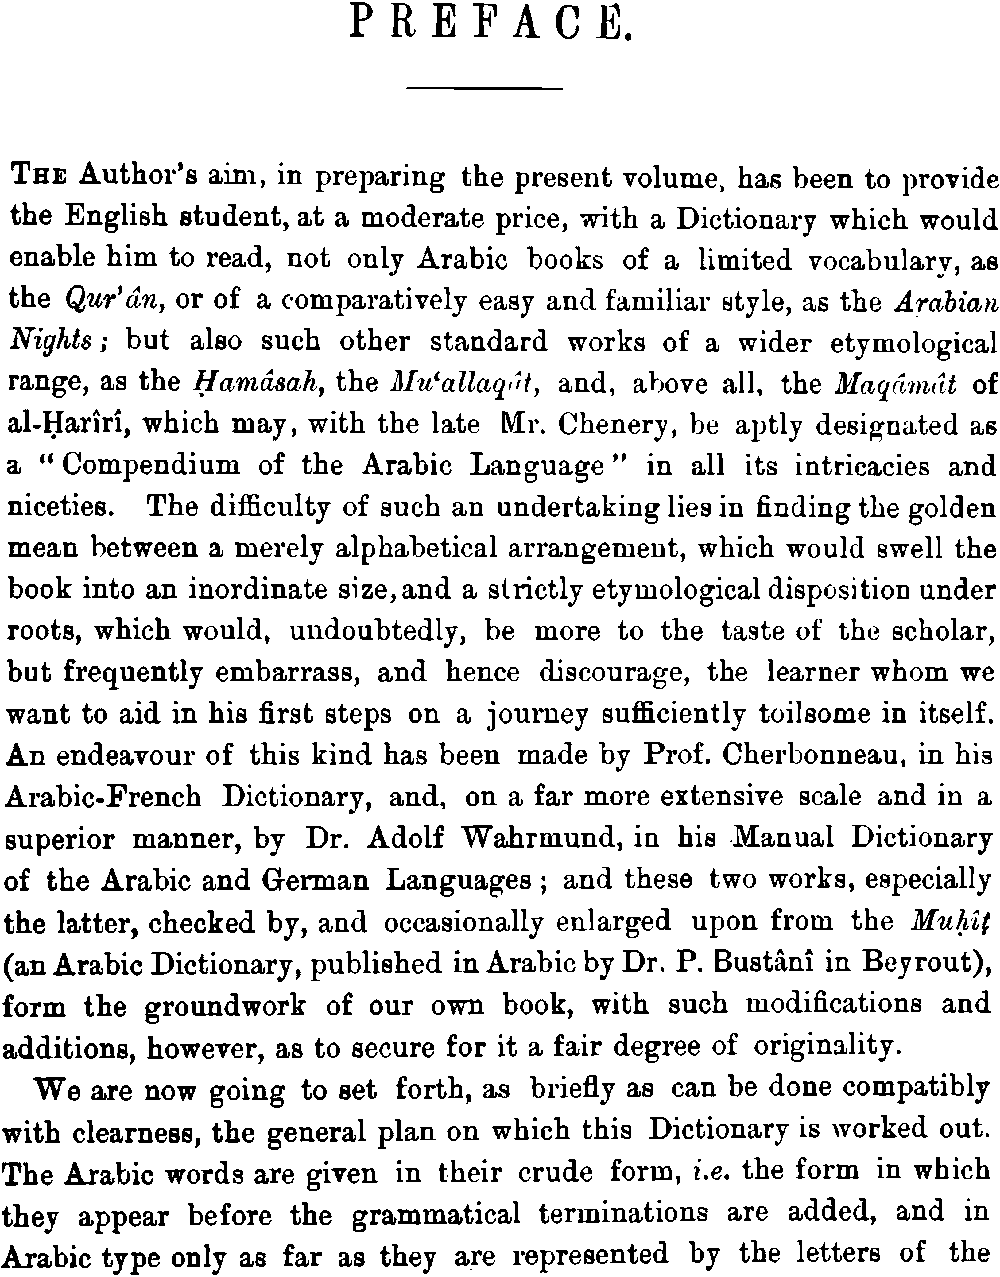 PREFACE.
THE Author's aim, in preparing the present volume, has been to provide
the English student, at a moderate price, with a Dictionary which would
enable him to read, not only Arabic books of a limited vocabulary, as
the Qur'ân, or of a comparatively easy and familiar style, as the Arabian
Nights; but also such other standard works of a wider etymological
range, as the Ḥamâsah, the Mu‘allaqât, and, above all, the Maqâmât of
al-Ḥarîrî, which may, with the late Mr. Chenery, be aptly designated as
a "Compendium of the Arabic Language" in all its intricacies and
niceties. The difficulty of such an undertaking lies in finding the golden
mean between a merely alphabetical arrangement, which would swell the
book into an inordinate size, and a strictly etymological disposition under
roots, which would, undoubtedly, be more to the taste of the scholar,
but frequently embarrass, and hence discourage, the learner whom we
want to aid in his first steps on a journey sufficiently toilsome in itself.
An endeavour of this kind has been made by Prof. Cherbonneau, in his
Arabic-French Dictionary, and, on a far more extensive scale and in a
superior manner, by Dr. Adolf Wahrmund, in his Manual Dictionary
of the Arabic and German Languages; and these two works, especially
the latter, checked by, and occasionally enlarged upon from the Muḥîṭ
(an Arabic Dictionary, published in Arabic by Dr. P. Bustânî in Beyrout),
form the groundwork of our own book, with such modifications and
additions, however, as to secure for it a fair degree of originality.
We are now going to set forth, as briefly as can be done compatibly
with clearness, the general plan on which this Dictionary is worked out.
The Arabic words are given in their crude form, i.e. the form in which
they appear before the grammatical terminations are added, and in
Arabic type only as far as they are represented by the letters of the